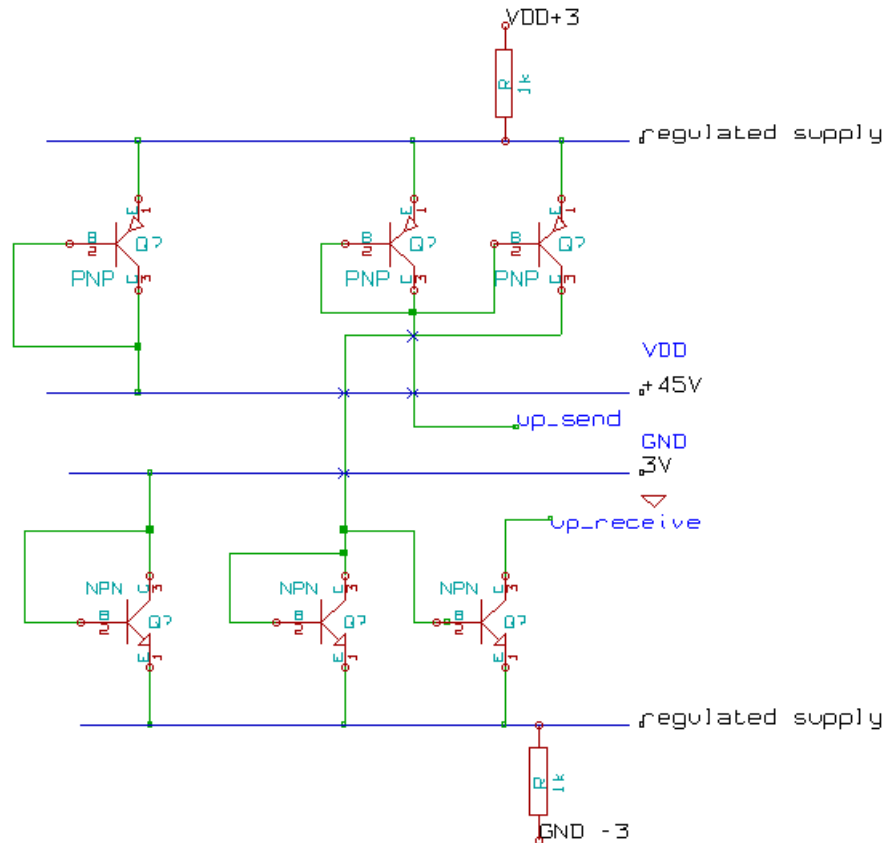 VDD+3
R
1k
regulated supply
E
1
B
2
Q?
PNP
C
3
E
1
B
2
Q?
PNP
C
3
E
1
B
2
Q?
PNP
C
3
VDD
+45V
up_send
GND
3V
up_receive
NPN
C
3
B
2
Q?
E
1
NPN
C
3
B
2
Q?
E
1
NPN
C
3
B
2
Q?
E
1
regulated supply
R
1k
GND -3